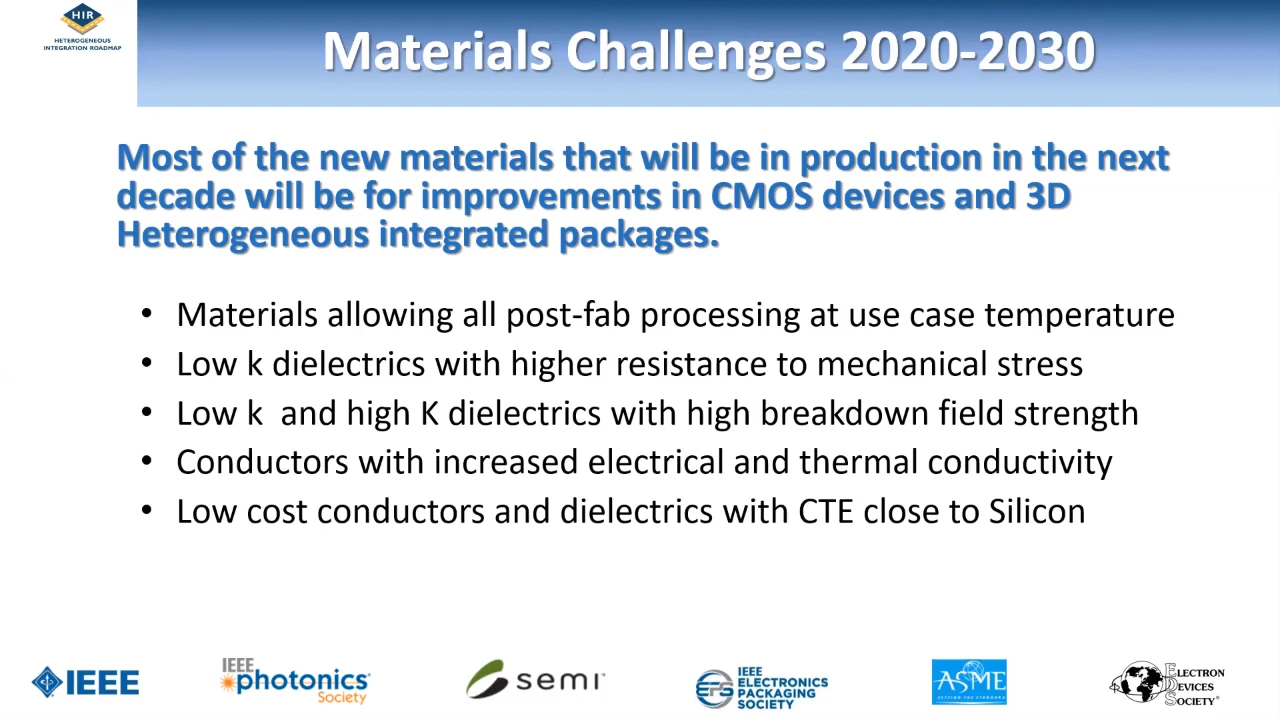 HIR
HETEROGENEOUS
INTEGRATION ROADMAP
Materials Challenges 2020-2030
Most of the new materials that will be in production in the next
decade will be for improvements in CMOS devices and 3D
Heterogeneous integrated packages.
• Materials allowing all post-fab processing at use case temperature
• Low k dielectrics with higher resistance to mechanical stress
• Low k  and high K dielectrics with high breakdown field strength
• Conductors with increased electrical and thermal conductivity
• Low cost conductors and dielectrics with CTE close to Silicon
IEEE
IEEE
photonics
Society
semi
EPS
IEEE
ELECTRONICS
PACKAGING
SOCIETY
ASME
SETTING THE STANDARD
ELECTRON
DEVICES
SOCIETY®